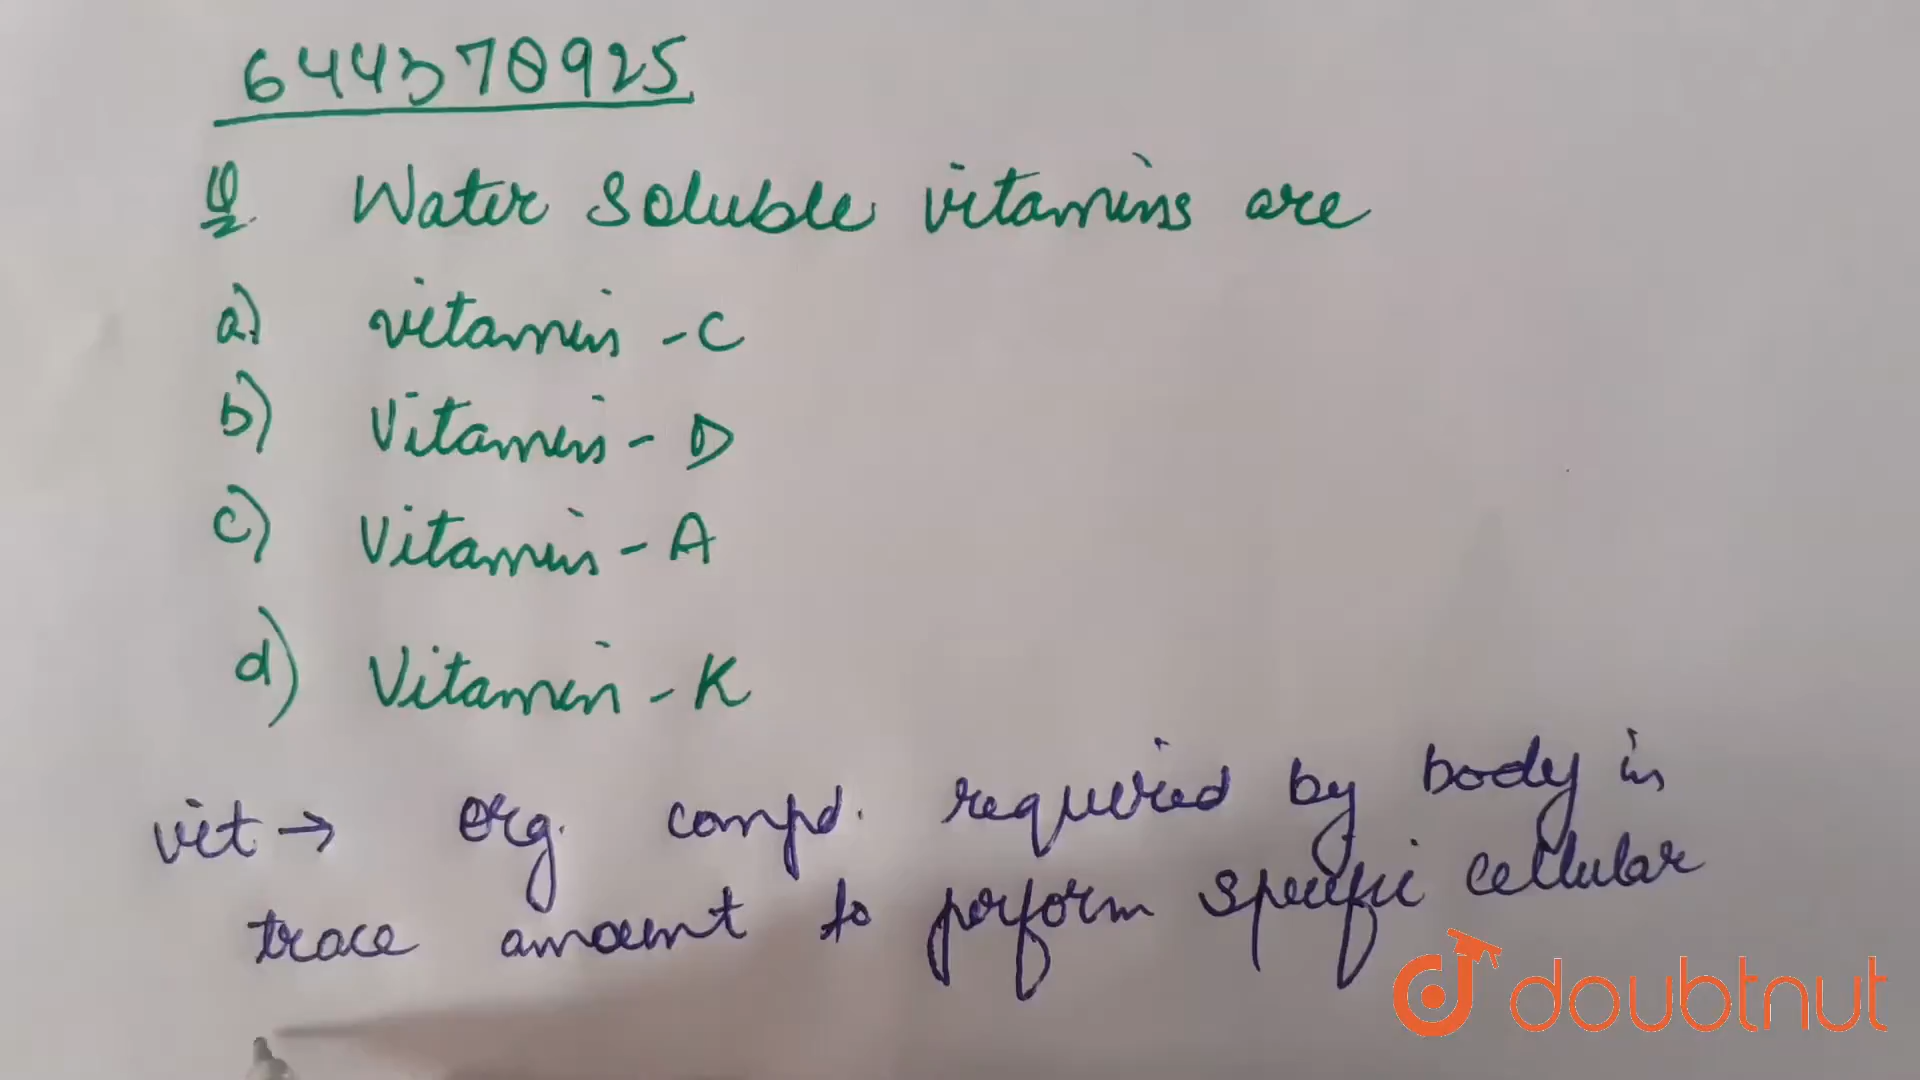 644378925
Q Water soluble vitamins are
a) vitamin - C
b) Vitamin - D
c) Vitamin - A
d) Vitamin - K
vit → org. compd. required by body in
trace amount to perform specific cellular
doubtnut